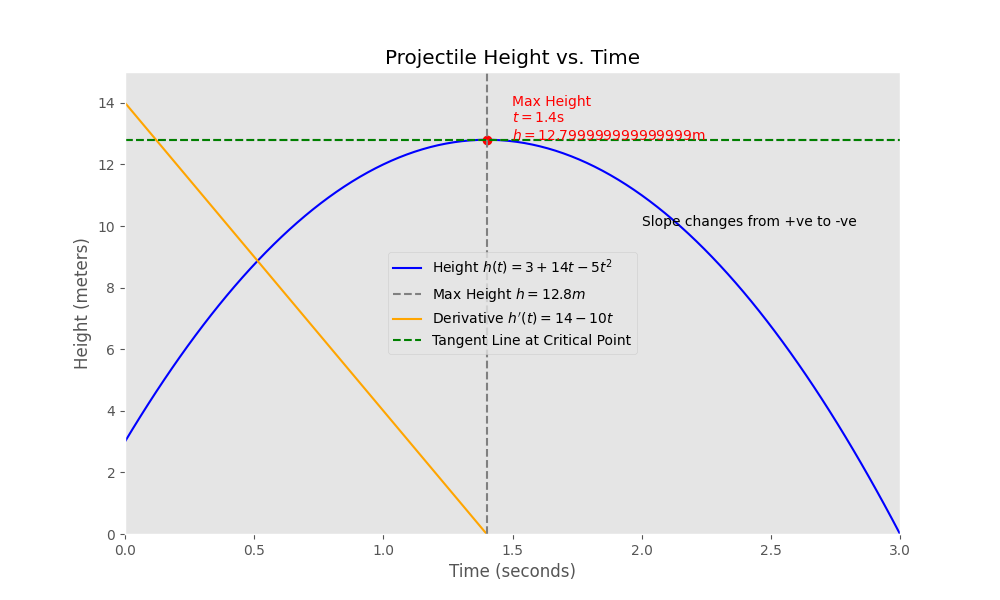 Projectile Height vs. Time
Max Height
t = 1.4s
h = 12.799999999999999m
Slope changes from +ve to -ve
Height h(t) = 3 + 14t − 5t²
Max Height h = 12.8m
Derivative h′(t) = 14 − 10t
Tangent Line at Critical Point
Height (meters)
14
12
10
8
6
4
2
0
0.0 0.5 1.0 1.5 2.0 2.5 3.0
Time (seconds)